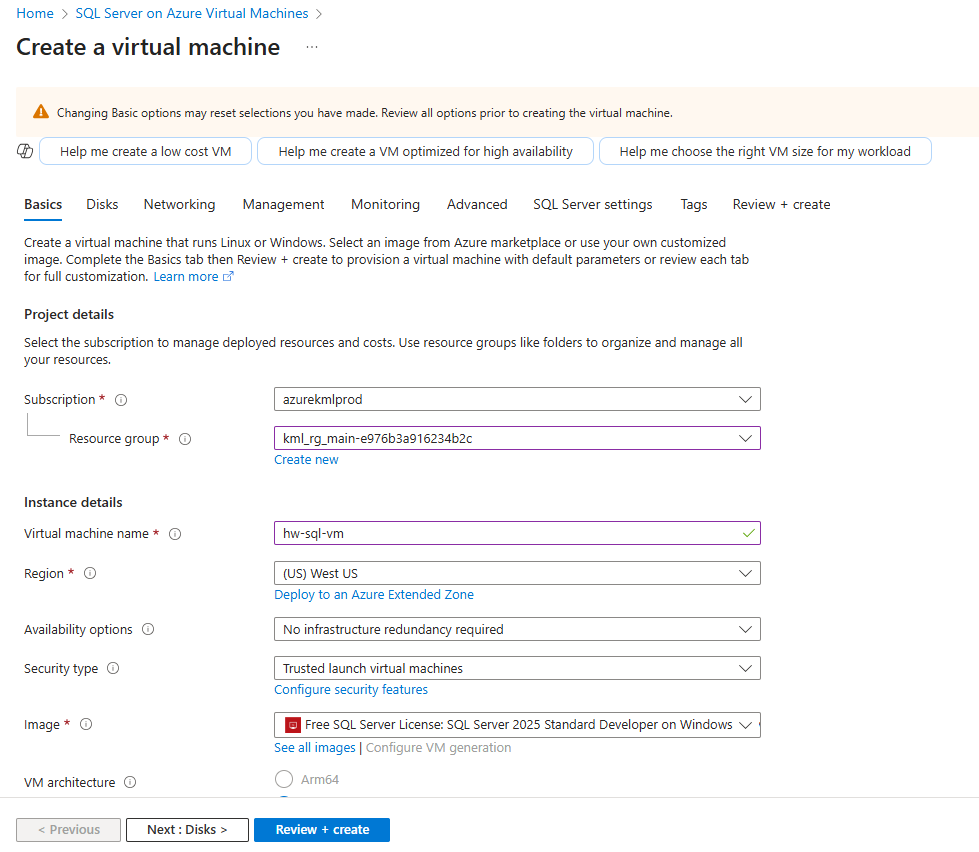 Home > SQL Server on Azure Virtual Machines >
Create a virtual machine ...
Changing Basic options may reset selections you have made. Review all options prior to creating the virtual machine.
Help me create a low cost VM Help me create a VM optimized for high availability Help me choose the right VM size for my workload
Basics Disks Networking Management Monitoring Advanced SQL Server settings Tags Review + create
Create a virtual machine that runs Linux or Windows. Select an image from Azure marketplace or use your own customized
image. Complete the Basics tab then Review + create to provision a virtual machine with default parameters or review each tab
for full customization. Learn more
Project details
Select the subscription to manage deployed resources and costs. Use resource groups like folders to organize and manage all
your resources.
Subscription * azurekmlprod
Resource group * kml_rg_main-e976b3a916234b2c
Create new
Instance details
Virtual machine name * hw-sql-vm
Region * (US) West US
Deploy to an Azure Extended Zone
Availability options No infrastructure redundancy required
Security type Trusted launch virtual machines
Configure security features
Image * Free SQL Server License: SQL Server 2025 Standard Developer on Windows
See all images | Configure VM generation
VM architecture Arm64
< Previous Next : Disks > Review + create